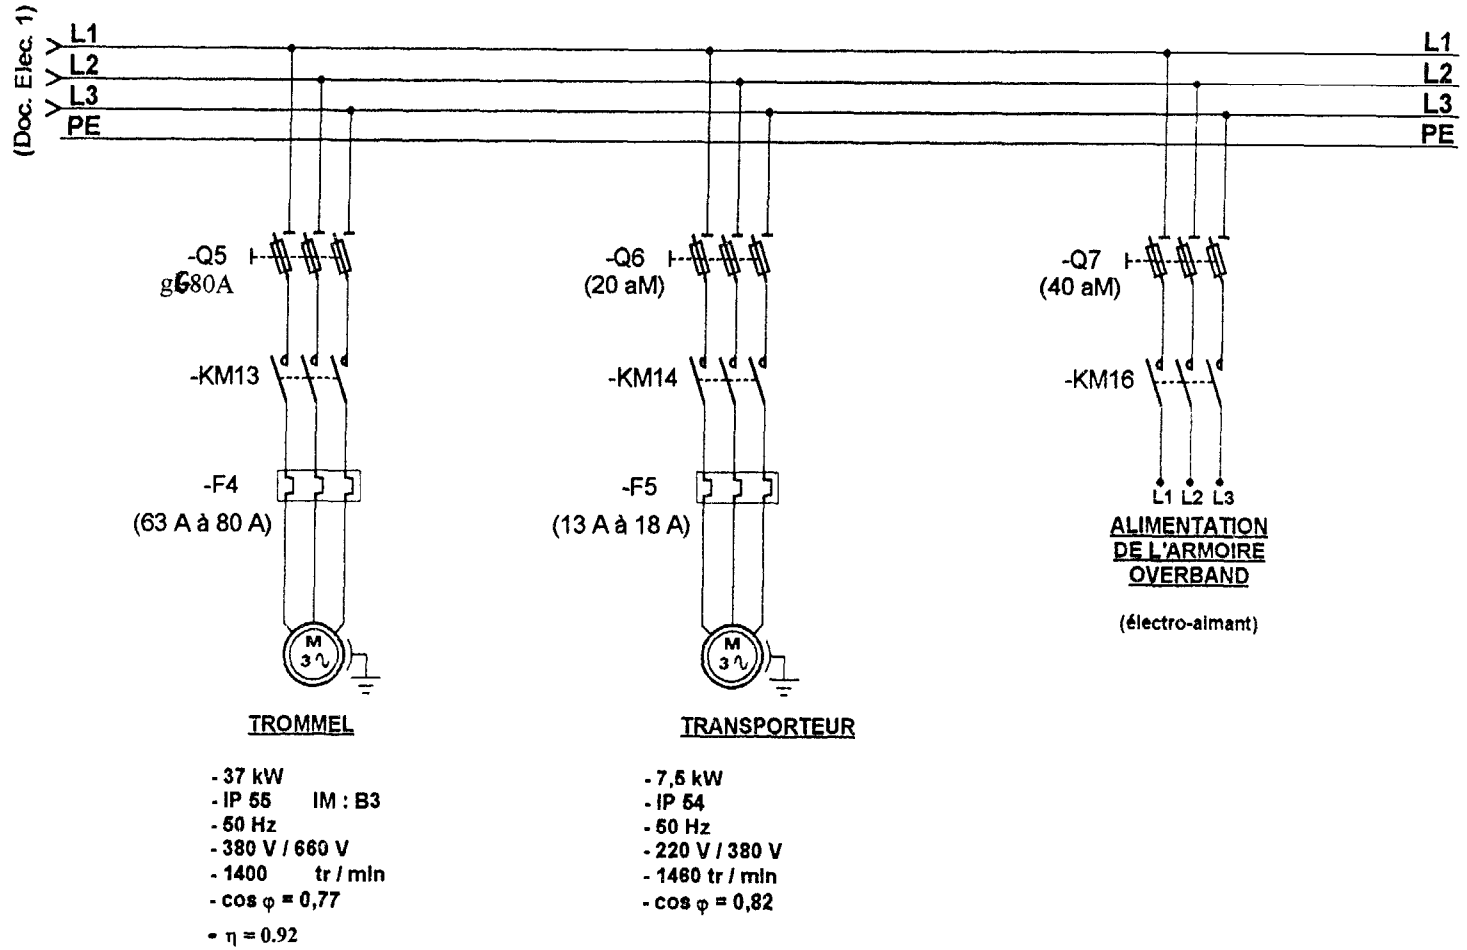 (Doc. Elec. 1)
L1
L2
L3
PE
L1
L2
L3
PE
-Q5
gG80A
-KM13
-F4
(63 A à 80 A)
M
3 ∿
TROMMEL
- 37 kW
- IP 55 IM : B3
- 50 Hz
- 380 V / 660 V
- 1400 tr / min
- cos φ = 0,77
- η = 0.92
-Q6
(20 aM)
-KM14
-F5
(13 A à 18 A)
M
3 ∿
TRANSPORTEUR
- 7,5 kW
- IP 54
- 50 Hz
- 220 V / 380 V
- 1460 tr / min
- cos φ = 0,82
-Q7
(40 aM)
-KM16
L1 L2 L3
ALIMENTATION
DE L'ARMOIRE
OVERBAND
(électro-aimant)